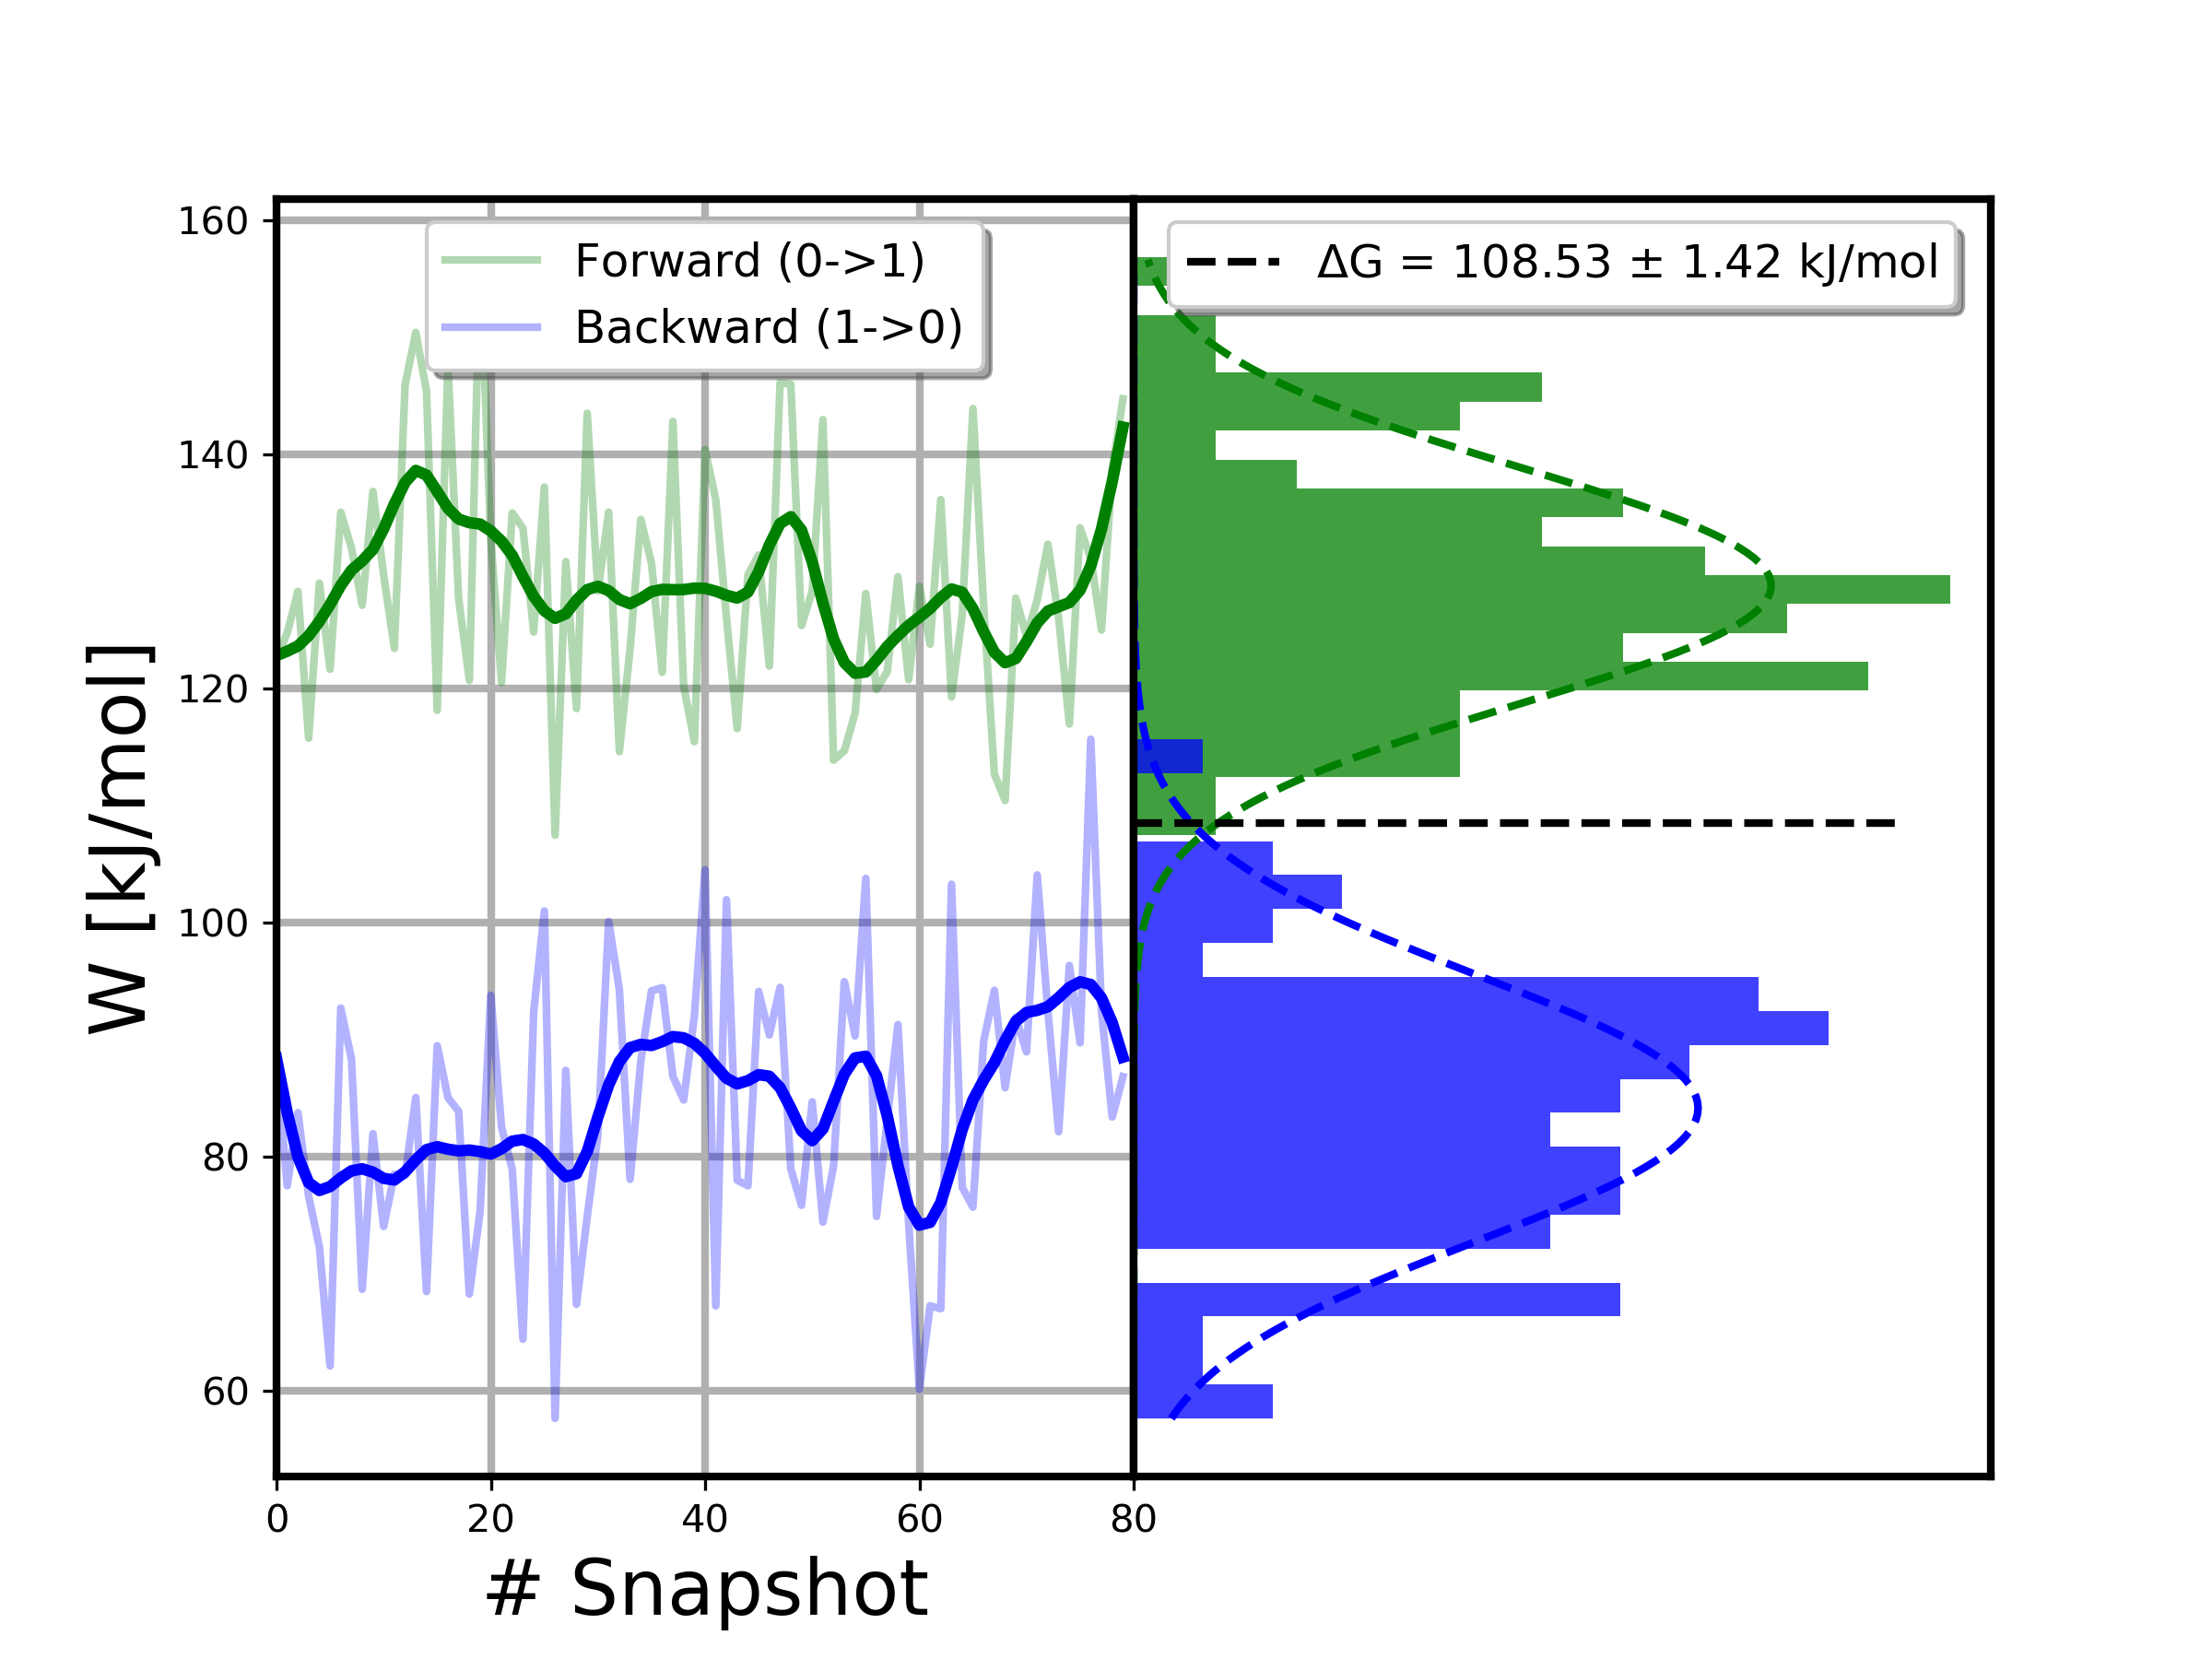 160
140
120
100
80
60
W [kJ/mol]
Forward (0->1)
Backward (1->0)
ΔG = 108.53 ± 1.42 kJ/mol
0 20 40 60 80
# Snapshot